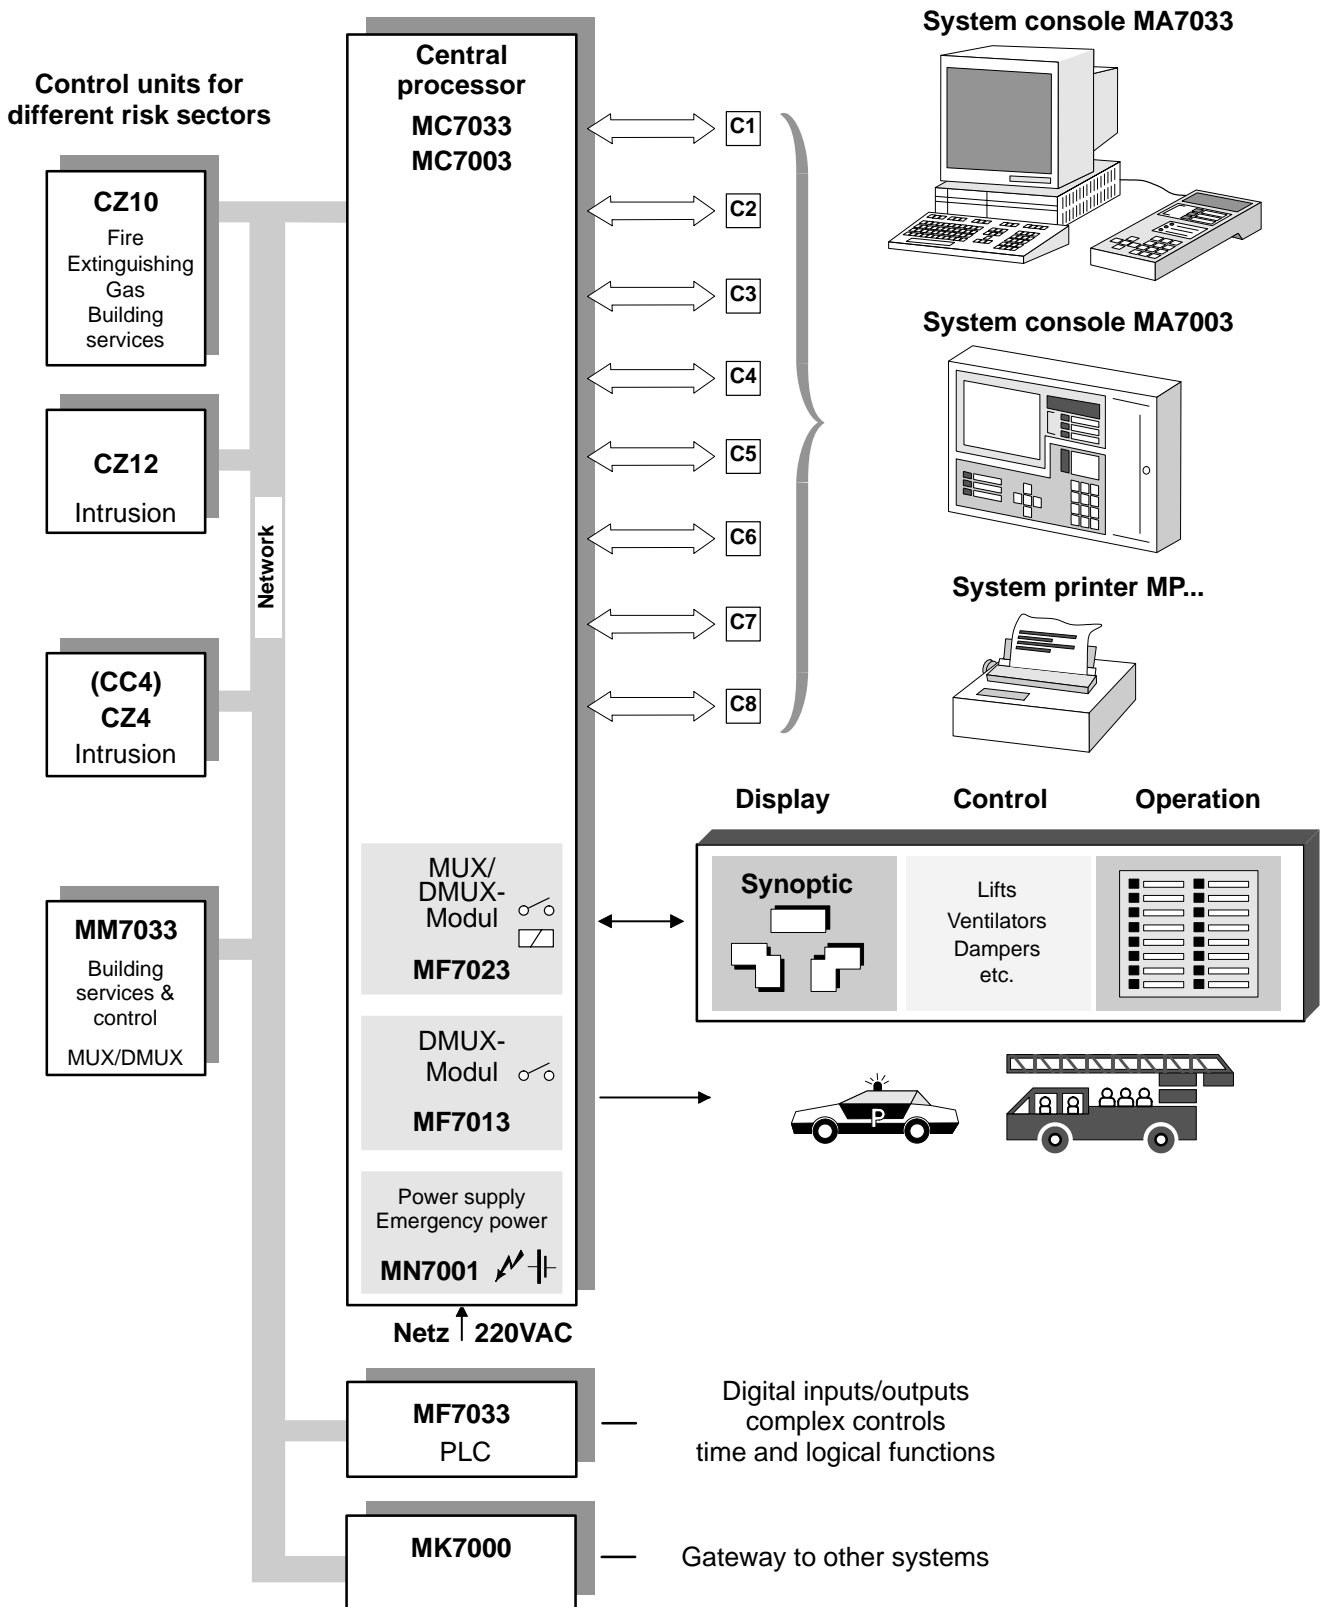 Control units for
different risk sectors
CZ10
Fire
Extinguishing
Gas
Building
services
CZ12
Intrusion
(CC4)
CZ4
Intrusion
MM7033
Building
services &
control
MUX/DMUX
Network
Central
processor
MC7033
MC7003
MUX/
DMUX-
Modul
MF7023
DMUX-
Modul
MF7013
Power supply
Emergency power
MN7001
Netz 220VAC
MF7033
PLC
MK7000
C1
C2
C3
C4
C5
C6
C7
C8
System console MA7033
System console MA7003
System printer MP...
Display Control Operation
Synoptic
Lifts
Ventilators
Dampers
etc.
P
Digital inputs/outputs
complex controls
time and logical functions
Gateway to other systems